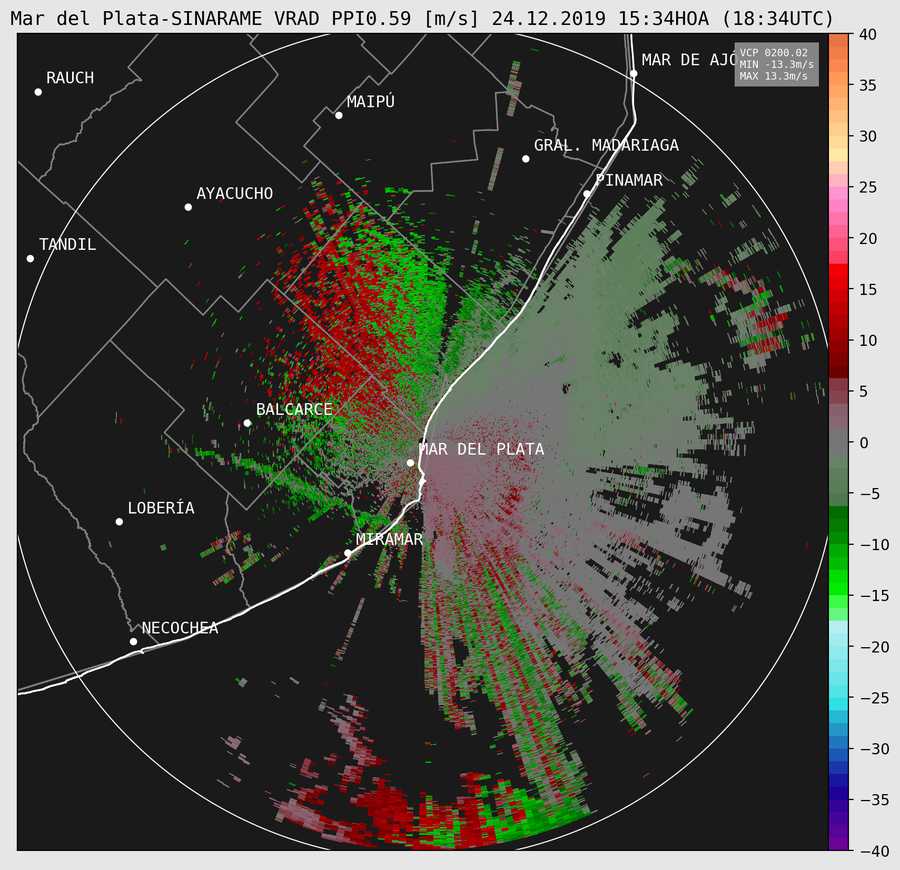 Mar del Plata-SINARAME VRAD PPI0.59 [m/s] 24.12.2019 15:34HOA (18:34UTC)
MAR DE AJÓ
VCP 0200.02
MIN -13.3m/s
MAX 13.3m/s
RAUCH
MAIPÚ
GRAL. MADARIAGA
PINAMAR
AYACUCHO
TANDIL
BALCARCE
MAR DEL PLATA
LOBERÍA
MIRAMAR
NECOCHEA
40
35
30
25
20
15
10
5
0
−5
−10
−15
−20
−25
−30
−35
−40